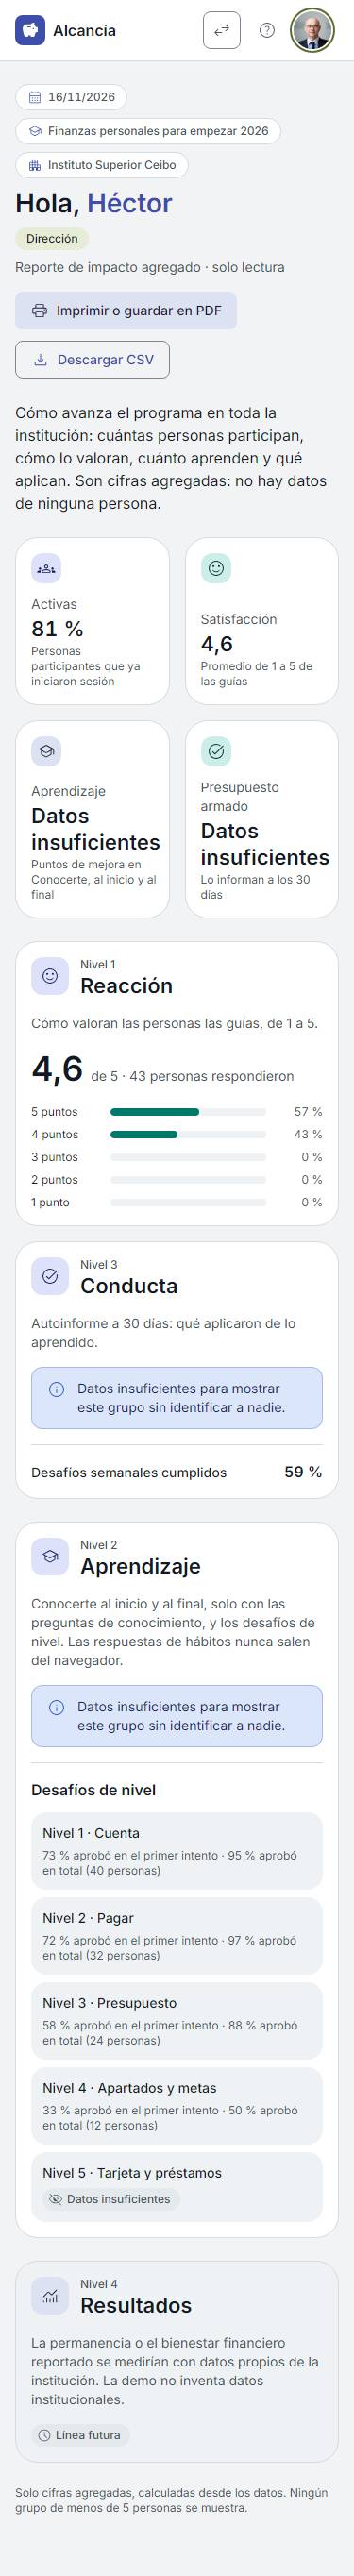 Alcancía
16/11/2026
Finanzas personales para empezar 2026
Instituto Superior Ceibo
Hola, Héctor
Dirección
Reporte de impacto agregado · solo lectura
Imprimir o guardar en PDF
Descargar CSV
Cómo avanza el programa en toda la
institución: cuántas personas participan,
cómo lo valoran, cuánto aprenden y qué
aplican. Son cifras agregadas: no hay datos
de ninguna persona.
Activas
81 %
Personas
participantes que ya
iniciaron sesión
Satisfacción
4,6
Promedio de 1 a 5 de
las guías
Aprendizaje
Datos
insuficientes
Puntos de mejora en
Conocerte, al inicio y al
final
Presupuesto
armado
Datos
insuficientes
Lo informan a los 30
días
Nivel 1
Reacción
Cómo valoran las personas las guías, de 1 a 5.
4,6 de 5 · 43 personas respondieron
5 puntos 57 %
4 puntos 43 %
3 puntos 0 %
2 puntos 0 %
1 punto 0 %
Nivel 3
Conducta
Autoinforme a 30 días: qué aplicaron de lo
aprendido.
Datos insuficientes para mostrar
este grupo sin identificar a nadie.
Desafíos semanales cumplidos 59 %
Nivel 2
Aprendizaje
Conocerte al inicio y al final, solo con las
preguntas de conocimiento, y los desafíos de
nivel. Las respuestas de hábitos nunca salen
del navegador.
Datos insuficientes para mostrar
este grupo sin identificar a nadie.
Desafíos de nivel
Nivel 1 · Cuenta
73 % aprobó en el primer intento · 95 % aprobó
en total (40 personas)
Nivel 2 · Pagar
72 % aprobó en el primer intento · 97 % aprobó
en total (32 personas)
Nivel 3 · Presupuesto
58 % aprobó en el primer intento · 88 % aprobó
en total (24 personas)
Nivel 4 · Apartados y metas
33 % aprobó en el primer intento · 50 % aprobó
en total (12 personas)
Nivel 5 · Tarjeta y préstamos
Datos insuficientes
Nivel 4
Resultados
La permanencia o el bienestar financiero
reportado se medirían con datos propios de la
institución. La demo no inventa datos
institucionales.
Línea futura
Solo cifras agregadas, calculadas desde los datos. Ningún
grupo de menos de 5 personas se muestra.